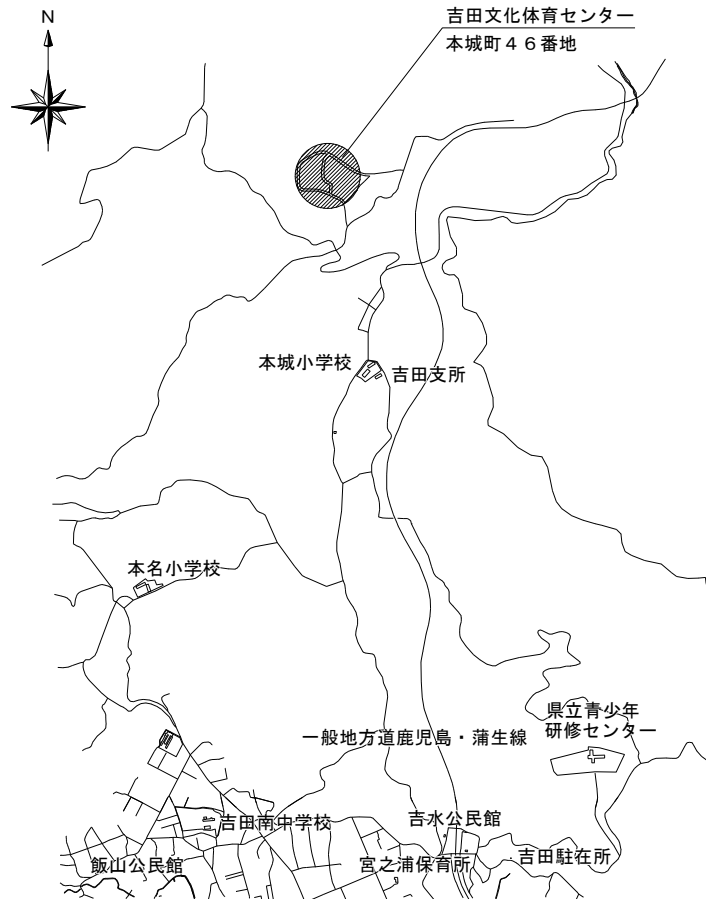 N
吉田文化体育センター
本城町４６番地
本城小学校
吉田支所
本名小学校
県立青少年
研修センター
一般地方道鹿児島・蒲生線
吉水公民館
吉田南中学校
飯山公民館
宮之浦保育所
吉田駐在所